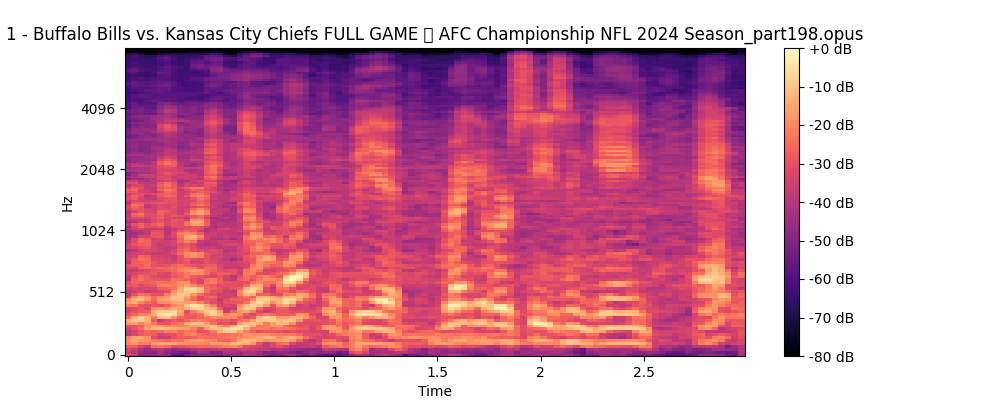 1 - Buffalo Bills vs. Kansas City Chiefs FULL GAME ▯ AFC Championship NFL 2024 Season_part198.opus
Hz
4096
2048
1024
512
0
0
0.5
1
1.5
2
2.5
Time
+0 dB
-10 dB
-20 dB
-30 dB
-40 dB
-50 dB
-60 dB
-70 dB
-80 dB